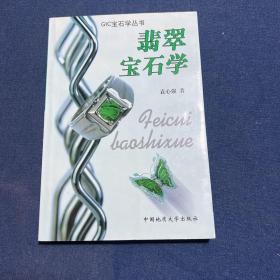 GIC宝石学丛书
翡翠
宝石学
袁心强 著
Feicui
baoshixue
中国地质大学出版社